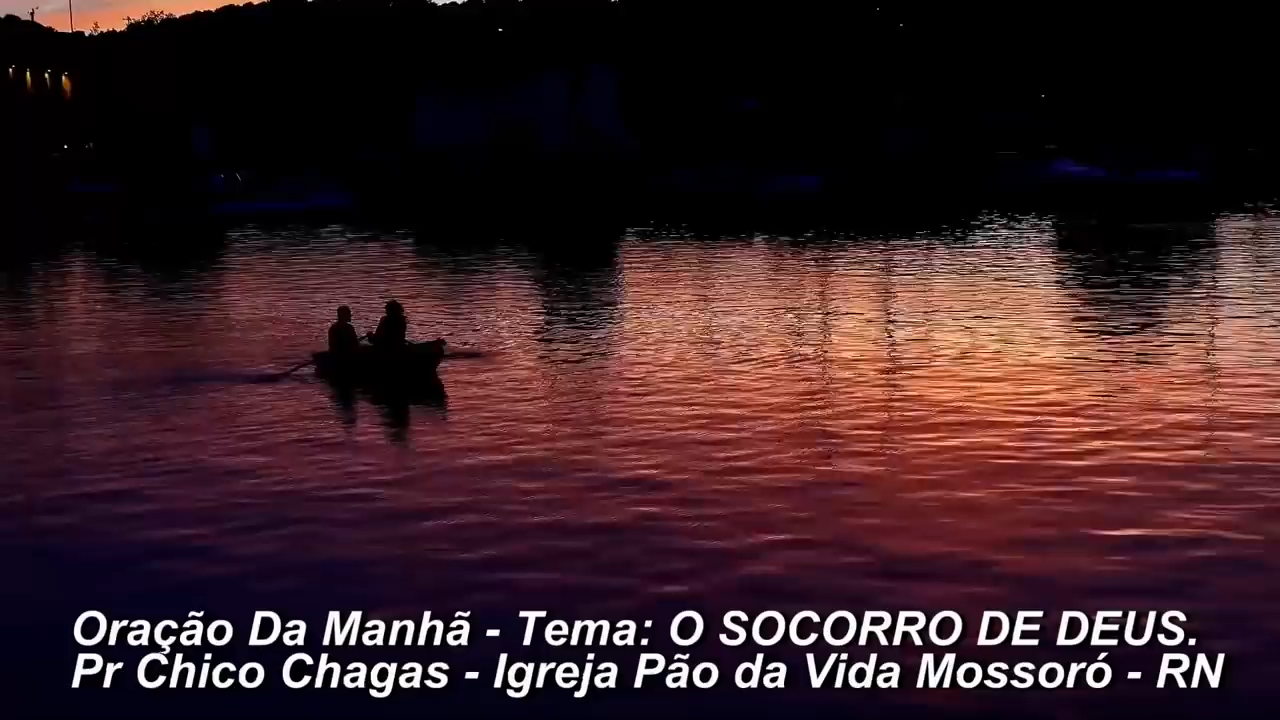 Oração Da Manhã - Tema: O SOCORRO DE DEUS.
Pr Chico Chagas - Igreja Pão da Vida Mossoró - RN